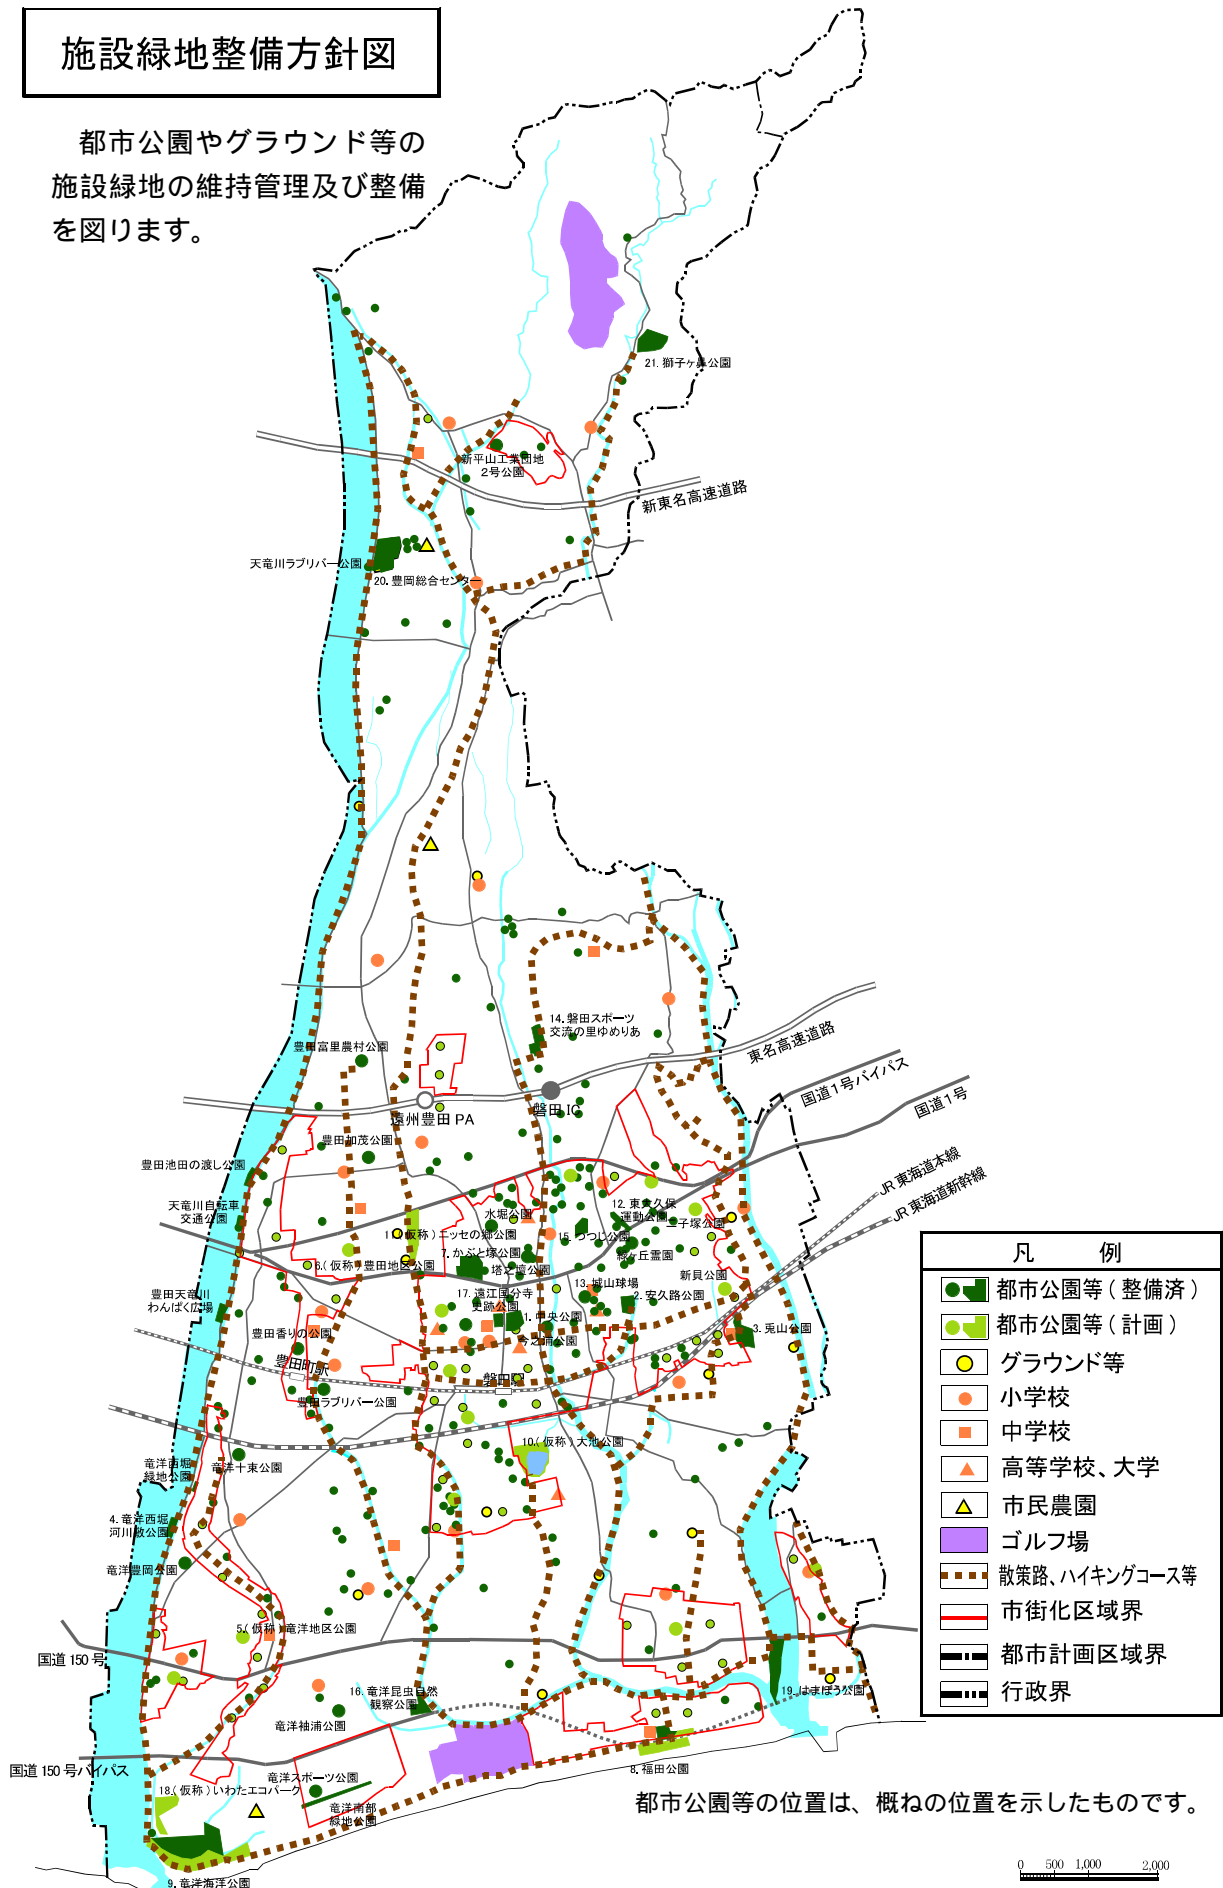 施設緑地整備方針図
都市公園やグラウンド等の
施設緑地の維持管理及び整備
を図ります。
21. 獅子ヶ鼻公園
新平山工業団地
2号公園
新東名高速道路
天竜川ラブリバー公園
20. 豊岡総合センター
14. 磐田スポーツ
交流の里ゆめりあ
東名高速道路
豊田富里農村公園
国道1号バイパス
磐田 IC
遠州豊田 PA
国道1号
豊田加茂公園
豊田池田の渡し公園
JR 東海道本線
JR 東海道新幹線
天竜川自転車
交通公園
水堀公園
12. 東大久保
運動公園
二子塚公園
11.(仮称)ニッセの郷公園
15. つつじ公園
7. かぶと塚公園
緑ヶ丘霊園
6.(仮称)豊田地区公園
塔之壇公園
新貝公園
13. 城山球場
豊田天竜川
わんぱく広場
17. 遠江国分寺
史跡公園
2. 安久路公園
1. 中央公園
3. 兎山公園
豊田香りの公園
今之浦公園
豊田町駅
磐田駅
豊田ラブリバー公園
10.(仮称)大池公園
竜洋西堀
緑地公園
竜洋十束公園
4. 竜洋西堀
河川敷公園
竜洋豊岡公園
5.(仮称)竜洋地区公園
国道 150 号
16. 竜洋昆虫自然
観察公園
19. はまぼう公園
竜洋袖浦公園
国道 150 号バイパス
8. 福田公園
竜洋スポーツ公園
18.(仮称)いわたエコパーク
竜洋南部
緑地公園
9. 竜洋海洋公園
凡 例
都市公園等(整備済)
都市公園等(計画)
グラウンド等
小学校
中学校
高等学校、大学
市民農園
ゴルフ場
散策路、ハイキングコース等
市街化区域界
都市計画区域界
行政界
都市公園等の位置は、概ねの位置を示したものです。
0 500 1,000 2,000